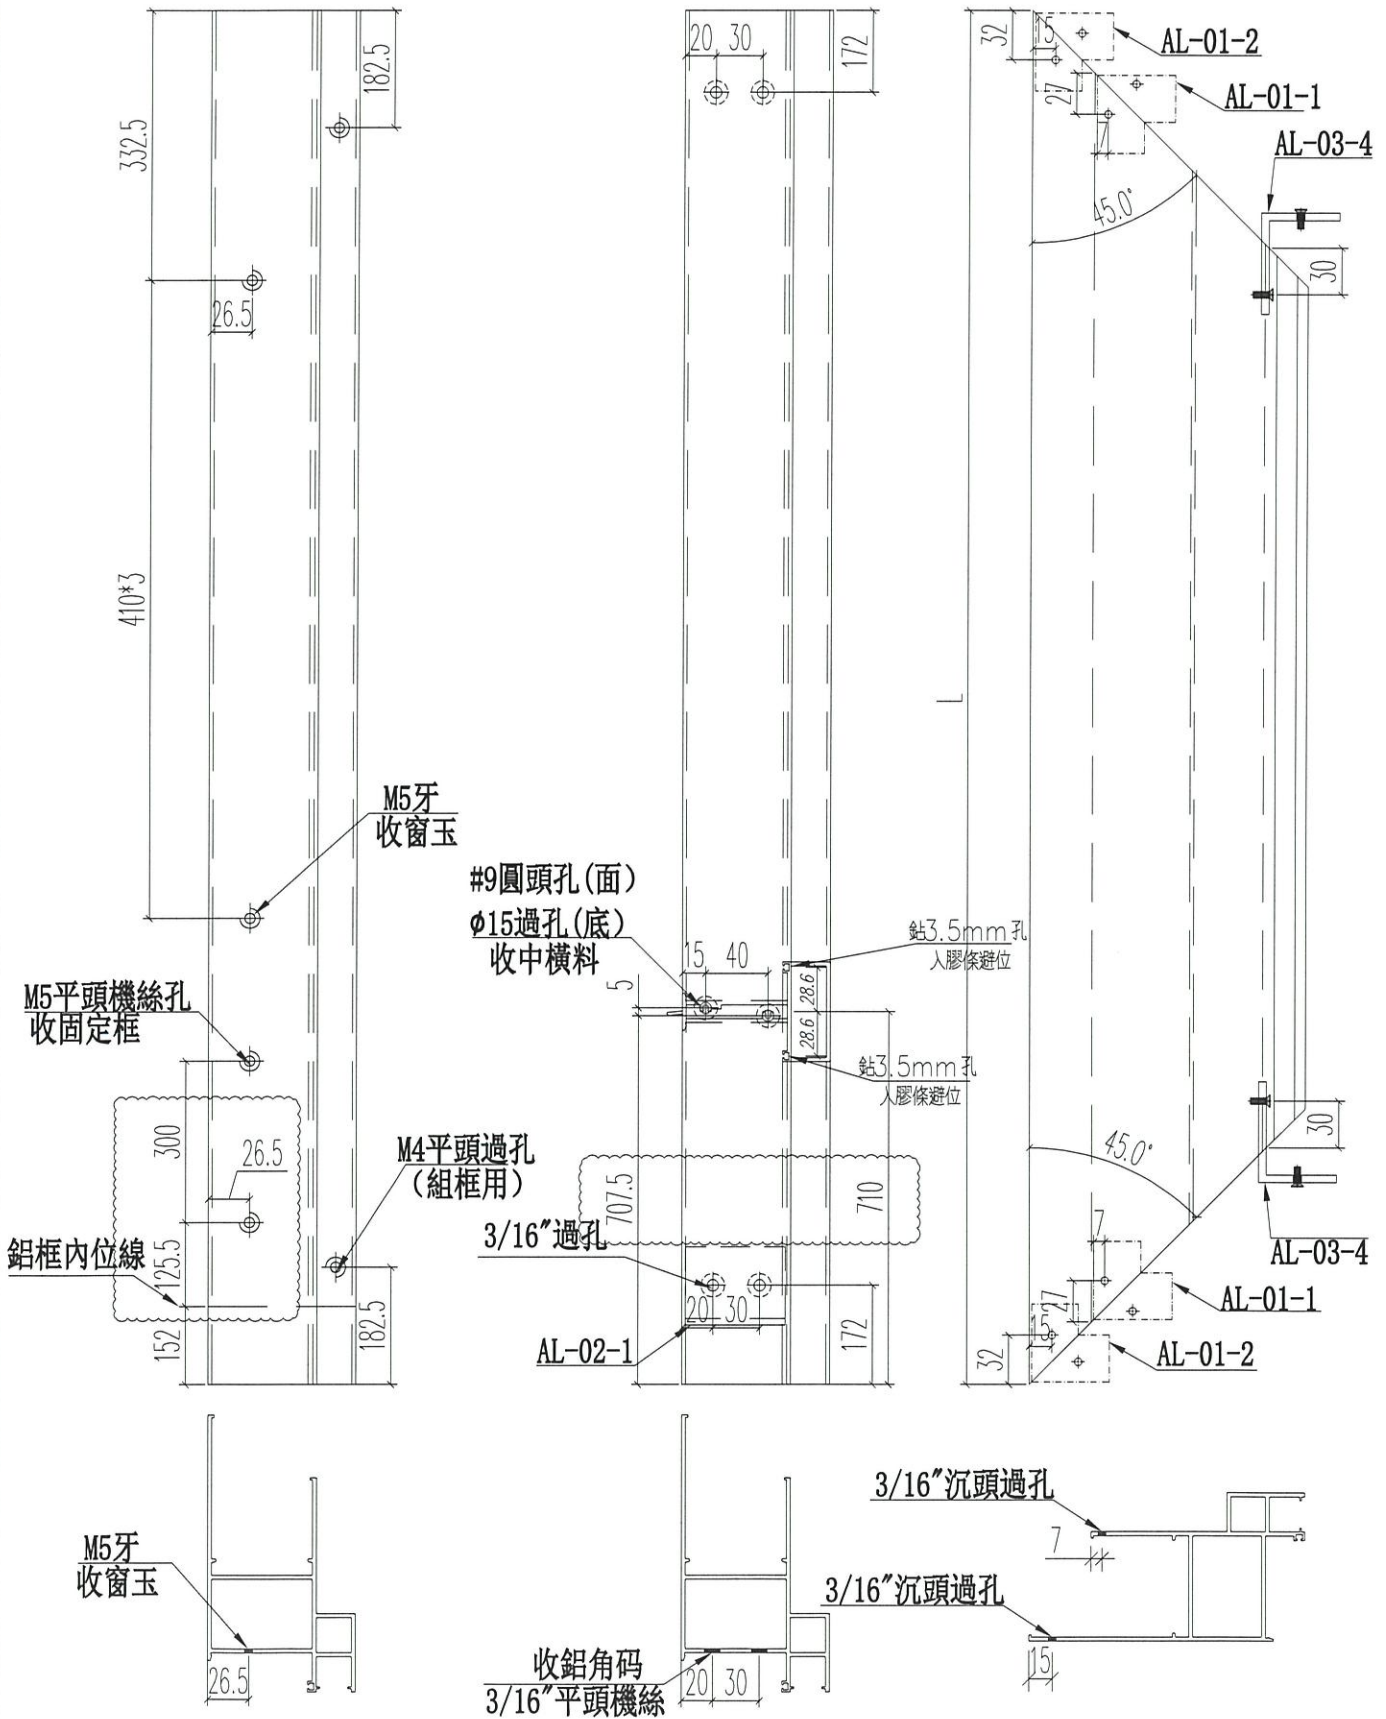 332.5
182.5
26.5
410*3
M5牙
收窗玉
M5平頭機絲孔
收固定框
300
26.5
M4平頭過孔
(組框用)
鋁框內位線
125.5
152
182.5
M5牙
收窗玉
26.5
20 30
172
#9圓頭孔(面)
ϕ15過孔(底)
收中橫料
15 40
5
28.6
28.6
鉆3.5mm孔
入膠條避位
鉆3.5mm孔
入膠條避位
707.5
710
3/16"過孔
20 30
172
AL-02-1
收鋁角码
3/16"平頭機絲
20 30
L
32
15
AL-01-2
27
7
AL-01-1
AL-03-4
45.0°
30
45.0°
30
AL-03-4
7
27
AL-01-1
15
32
AL-01-2
3/16"沉頭過孔
7
3/16"沉頭過孔
15